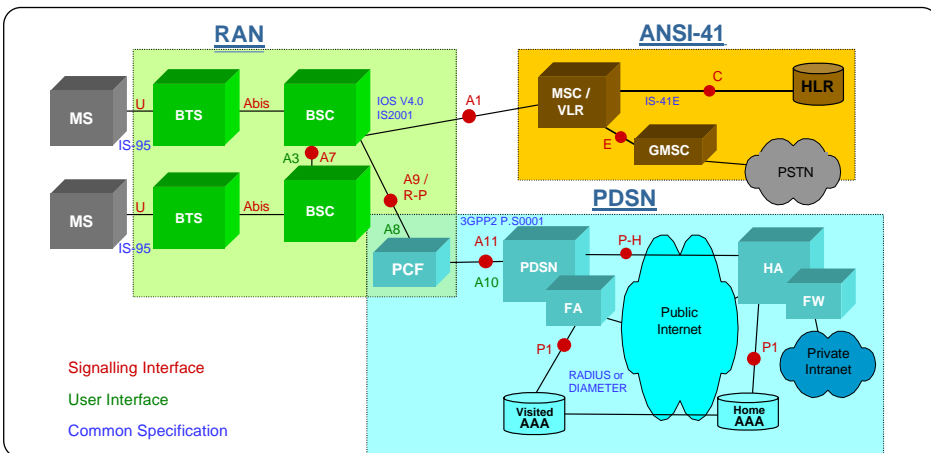 RAN
ANSI-41
MS
U
IS-95
BTS
Abis
BSC
IOS V4.0
IS2001
A1
MSC /
VLR
IS-41E
C
HLR
E
GMSC
PSTN
A3 A7
MS
U
IS-95
BTS
Abis
BSC
A9 /
R-P
A8
PCF
PDSN
3GPP2 P.S0001
A11
A10
PDSN
FA
P-H
Public
Internet
HA
FW
Private
Intranet
P1
P1
RADIUS or
DIAMETER
Visited
AAA
Home
AAA
Signalling Interface
User Interface
Common Specification